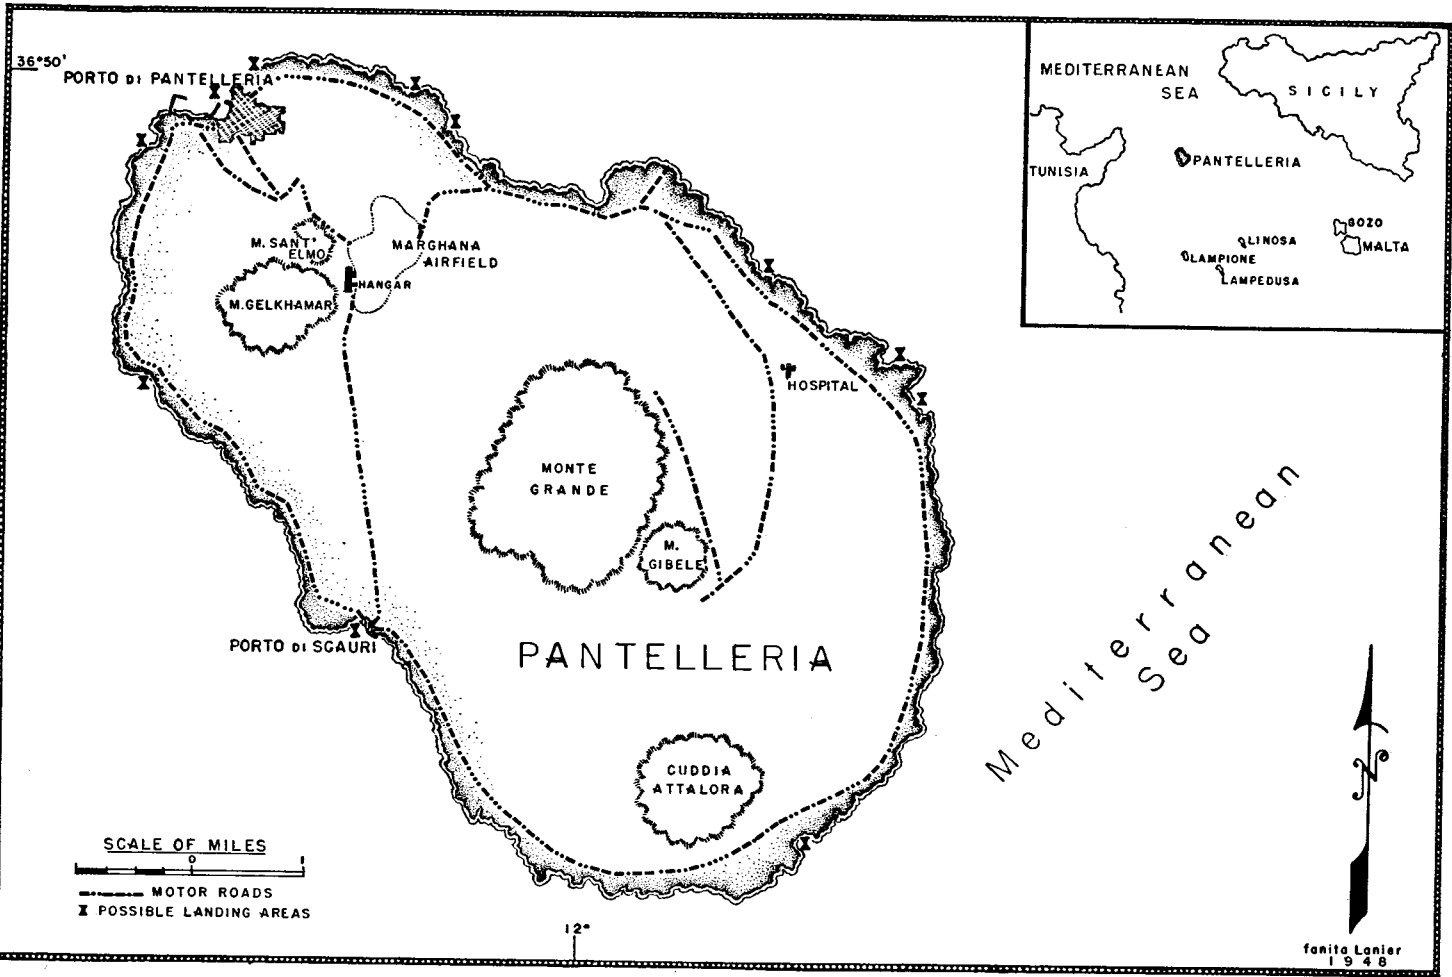 36°50'
PORTO DI PANTELLERIA
M. SANT'
ELMO
MARGHANA
AIRFIELD
HANGAR
M. GELKHAMAR
HOSPITAL
MONTE
GRANDE
M.
GIBELE
PORTO DI SCAURI
PANTELLERIA
CUDDIA
ATTALORA
Mediterranean
Sea
MEDITERRANEAN
SEA
SICILY
PANTELLERIA
TUNISIA
GOZO
MALTA
LINOSA
LAMPIONE
LAMPEDUSA
SCALE OF MILES
0 1
MOTOR ROADS
POSSIBLE LANDING AREAS
12°
N
fanita Lanier
1948